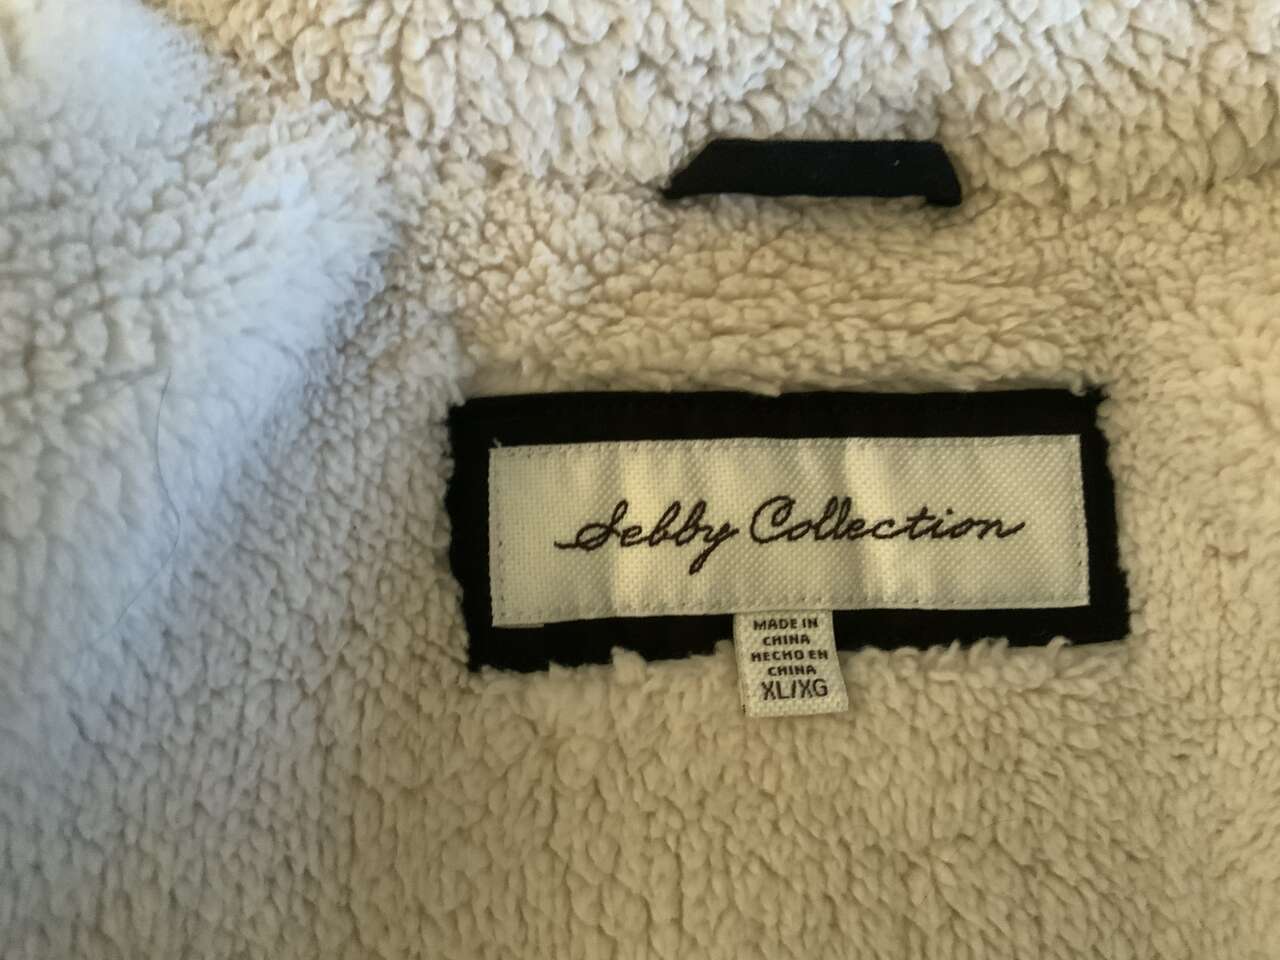 Sebby Collection
MADE IN
CHINA
HECHO EN
CHINA
XL/XG